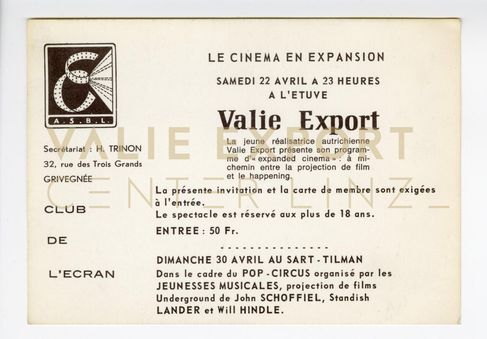 LE CINEMA EN EXPANSION
SAMEDI 22 AVRIL A 23 HEURES
A L'ETUVE
Valie Export
La jeune réalisatrice autrichienne
Valie Export présente son program-
me d'« expanded cinema » : à mi-
chemin entre la projection de film
et le happening.
A.S.B.L.
Secrétariat : H. TRINON
32, rue des Trois Grands
GRIVEGNÉE
VALIE EXPORT
CENTER LINZ
La présente invitation et la carte de membre sont exigées
à l'entrée.
Le spectacle est réservé aux plus de 18 ans.
ENTREE : 50 Fr.
CLUB
DE
L'ECRAN
DIMANCHE 30 AVRIL AU SART - TILMAN
Dans le cadre du POP - CIRCUS organisé par les
JEUNESSES MUSICALES, projection de films
Underground de John SCHOFFIEL, Standish
LANDER et Will HINDLE.